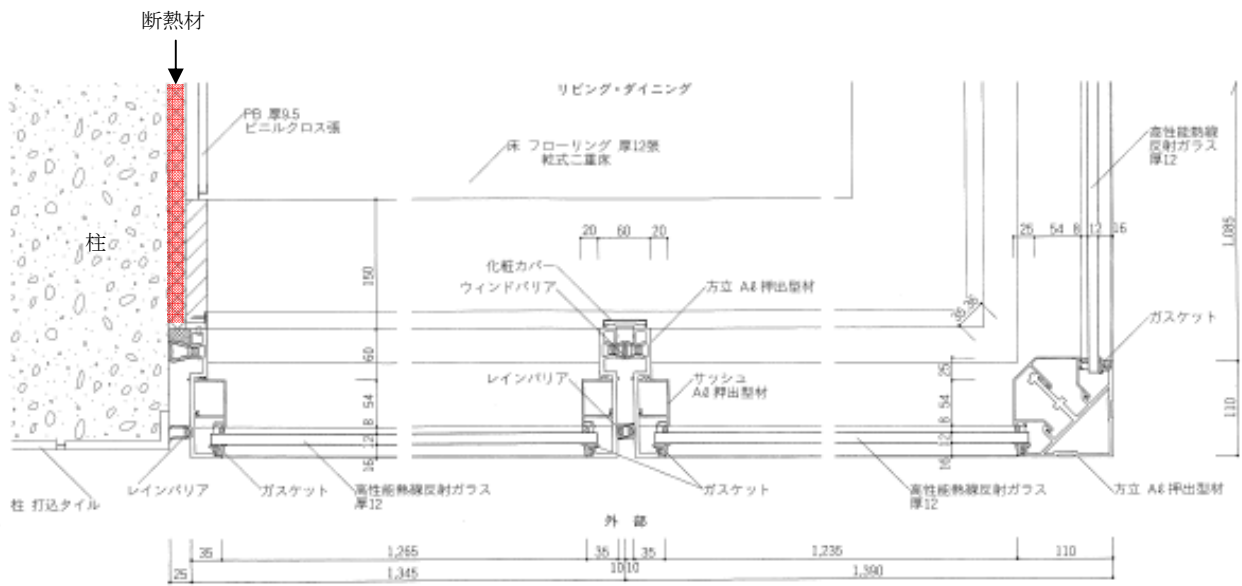 断熱材
リビング・ダイニング
PB 厚9.5
ビニルクロス張
床 フローリング 厚12張
乾式二重床
高性能熱線
反射ガラス
厚12
柱
20 60 20
25 54 8 12 16
1,085
化粧カバー
ウィンドバリア
方立 Aℓ 押出型材
150
35 35
ガスケット
60
レインバリア
サッシュ
Aℓ 押出型材
25
54
8
12
16
54
8
12
16
110
柱 打込タイル
レインバリア
ガスケット
高性能熱線反射ガラス
厚12
ガスケット
高性能熱線反射ガラス
厚12
方立 Aℓ 押出型材
外 部
35 1,265 35 35 1,235 110
25 1,345 10 10 1,390